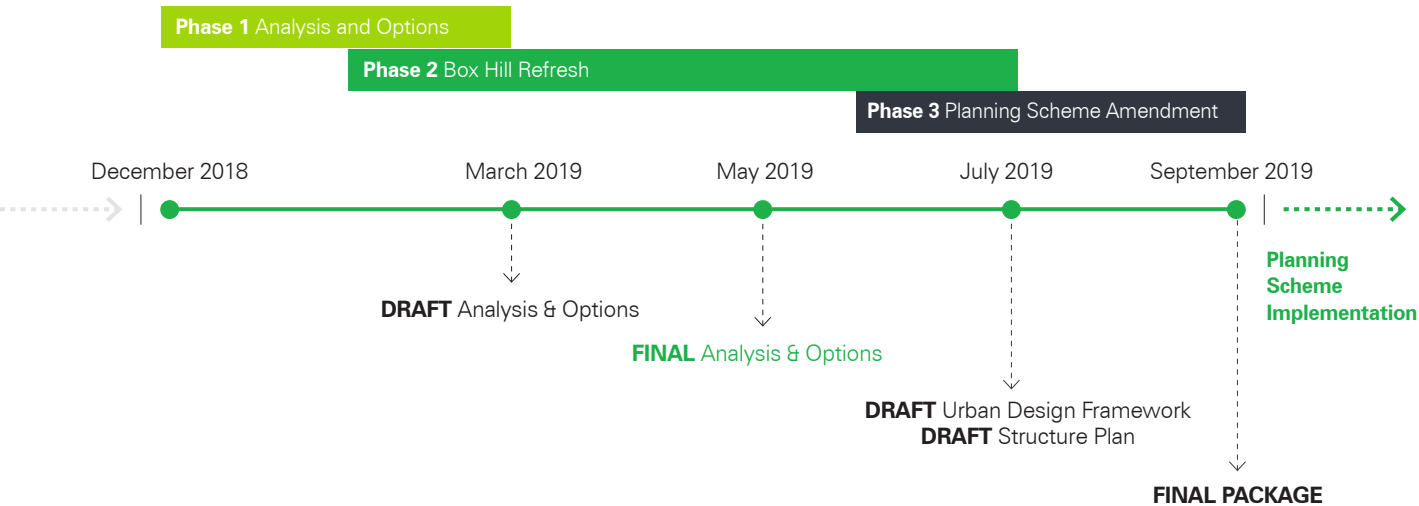 Phase 1 Analysis and Options
Phase 2 Box Hill Refresh
Phase 3 Planning Scheme Amendment
December 2018
March 2019
May 2019
July 2019
September 2019
Planning
Scheme
Implementation
DRAFT Analysis & Options
FINAL Analysis & Options
DRAFT Urban Design Framework
DRAFT Structure Plan
FINAL PACKAGE